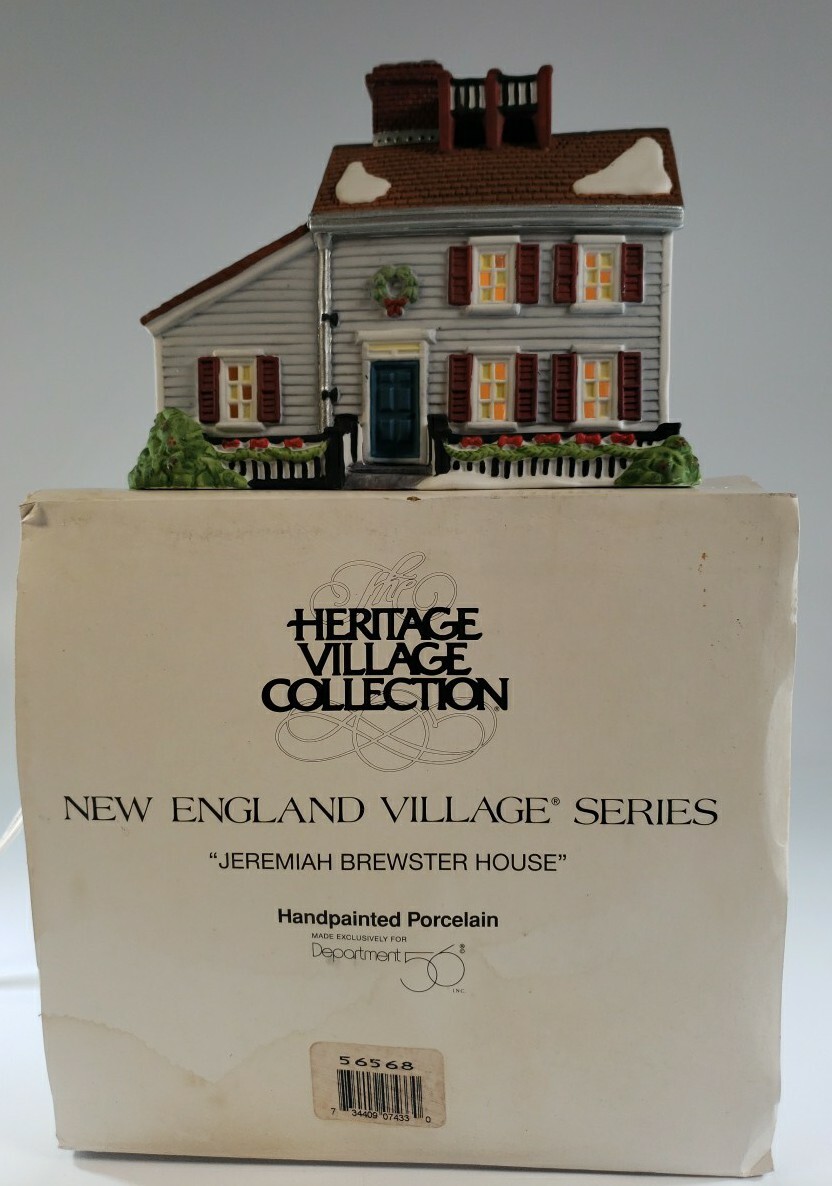 The
HERITAGE
VILLAGE
COLLECTION®
NEW ENGLAND VILLAGE® SERIES
“JEREMIAH BREWSTER HOUSE”
Handpainted Porcelain
MADE EXCLUSIVELY FOR
Department 56®
INC.
56568
7 34409 07433 0